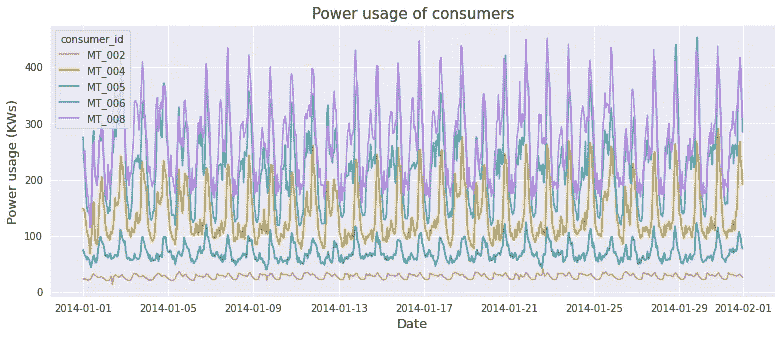 Power usage of consumers
consumer_id
MT_002
MT_004
MT_005
MT_006
MT_008
Power usage (KWs)
400
300
200
100
0
2014-01-01 2014-01-05 2014-01-09 2014-01-13 2014-01-17 2014-01-21 2014-01-25 2014-01-29 2014-02-01
Date